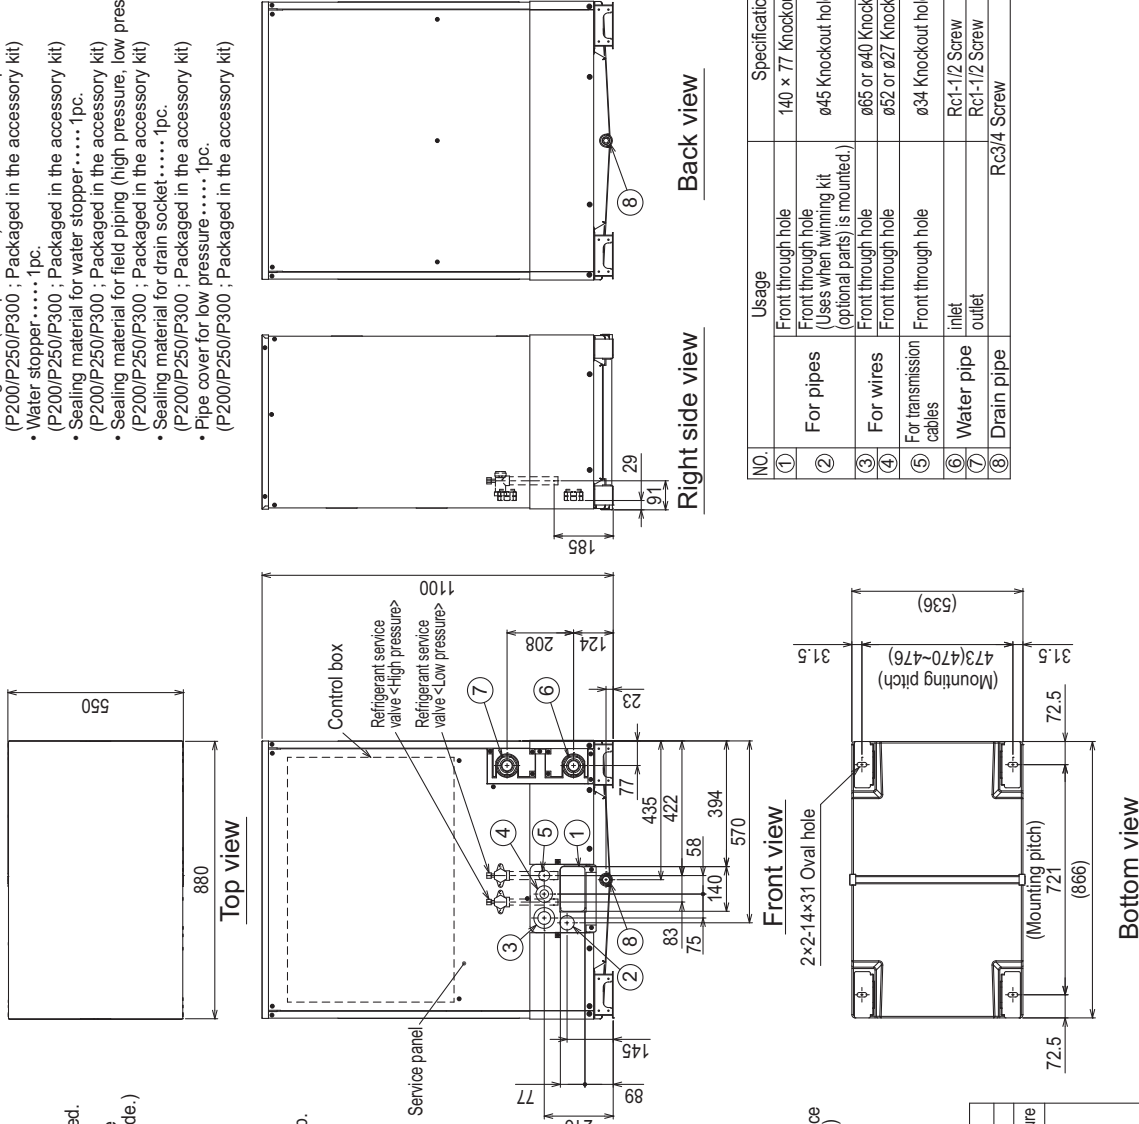 (P200/P250/P300 ; Packaged in the accessory kit)
• Water stopper ••••• 1pc.
(P200/P250/P300 ; Packaged in the accessory kit)
• Sealing material for water stopper ••••• 1pc.
(P200/P250/P300 ; Packaged in the accessory kit)
• Sealing material for field piping (high pressure, low pres
(P200/P250/P300 ; Packaged in the accessory kit)
• Sealing material for drain socket ••••• 1pc.
(P200/P250/P300 ; Packaged in the accessory kit)
• Pipe cover for low pressure ••••• 1pc.
(P200/P250/P300 ; Packaged in the accessory kit)
550
880
Top view
1100
Control box
Refrigerant service
valve <High pressure>
Refrigerant service
valve <Low pressure>
Service panel
208
124
23
77
435
422
394
570
58
140
83
75
145
77
89
① ② ③ ④ ⑤ ⑥ ⑦ ⑧
Front view
185
29
91
Right side view
⑧
Back view
2×2-14×31 Oval hole
(536)
473(470~476)
(Mounting pitch)
31.5
31.5
72.5
72.5
(Mounting pitch)
721
(866)
Bottom view
NO. Usage
① For pipes Front through hole 140 × 77
② Front through hole
(Uses when twinning kit
(optional parts) is mounted.) ø45 Knockout
③ For wires Front through hole ø65 or ø40
④ Front through hole ø52 or ø27
⑤ For transmission
cables Front through hole ø34 Knockout
⑥ Water pipe inlet Rc1-1/2 Screw
⑦ outlet Rc1-1/2 Screw
⑧ Drain pipe Rc3/4 Screw